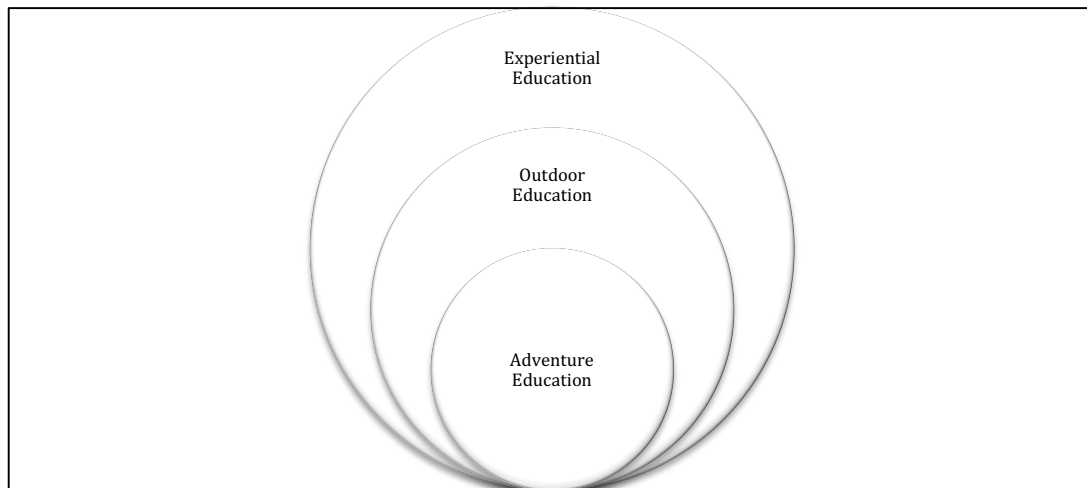 Experiential
Education
Outdoor
Education
Adventure
Education